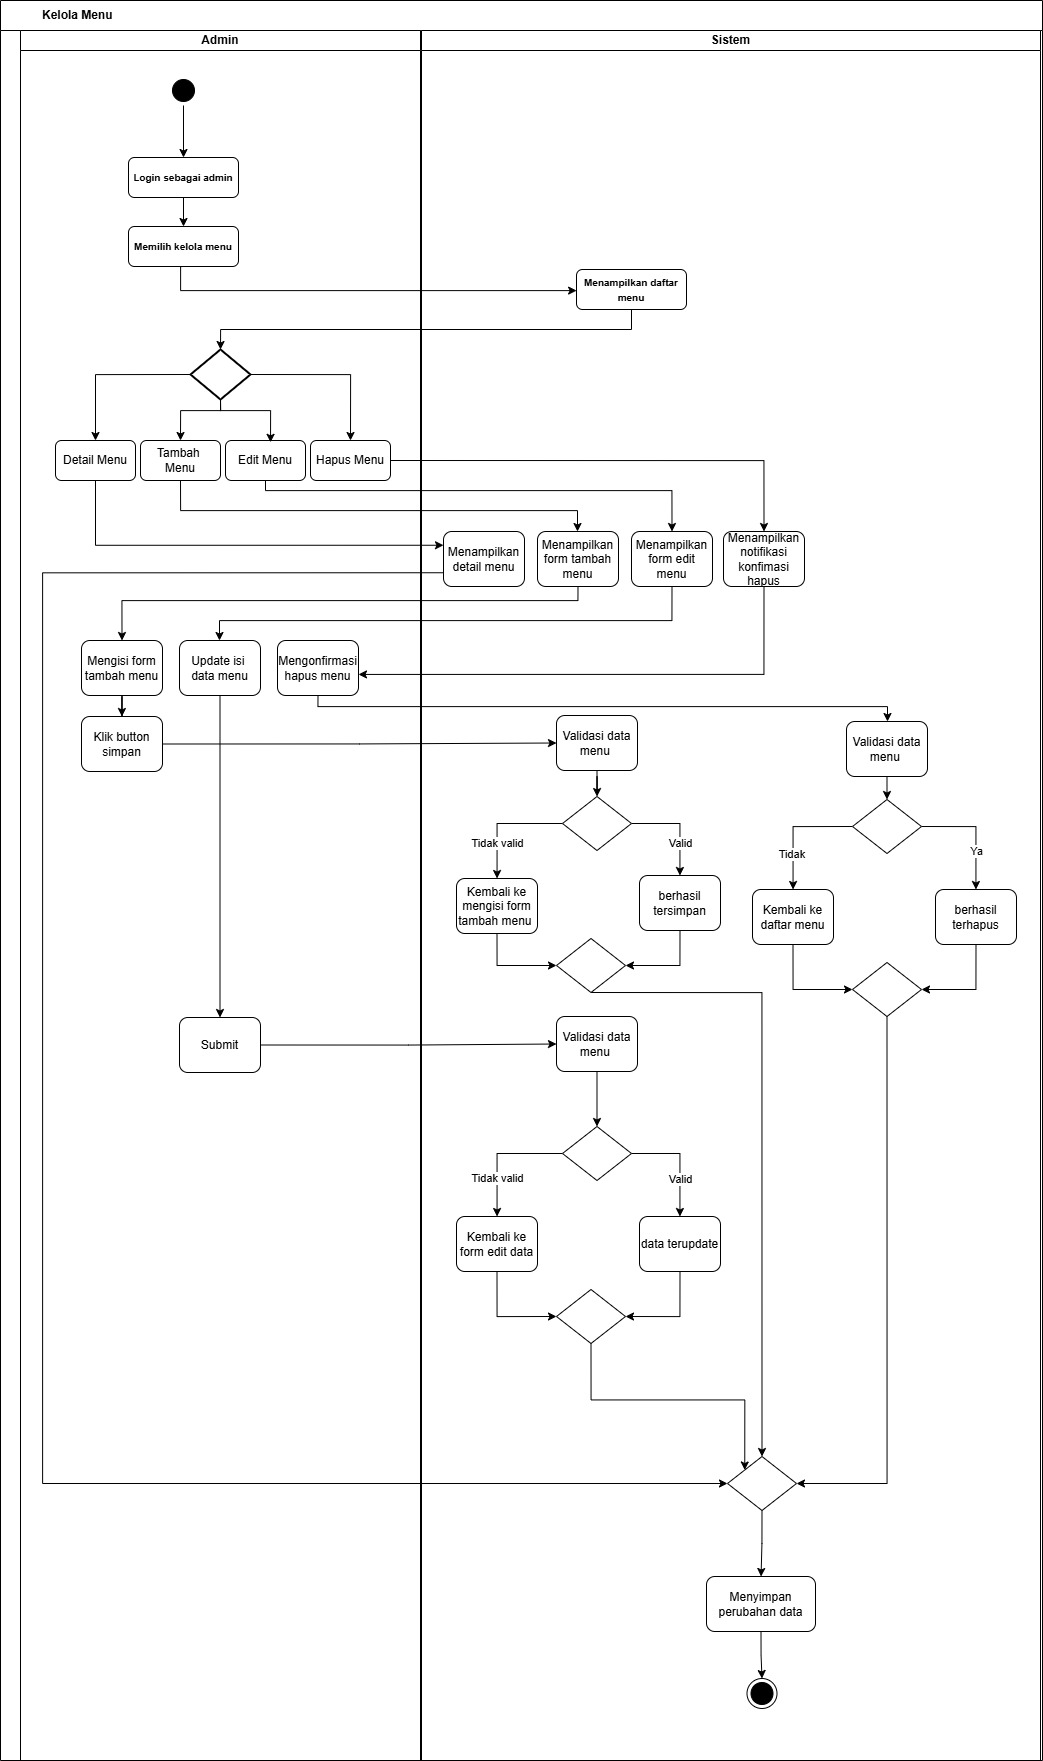 Kelola Menu
Admin
Sistem
Login sebagai admin
Memilih kelola menu
Menampilkan daftar
menu
Detail Menu
Tambah
Menu
Edit Menu
Hapus Menu
Menampilkan
detail menu
Menampilkan
form tambah
menu
Menampilkan
form edit
menu
Menampilkan
notifikasi
konfimasi
hapus
Mengisi form
tambah menu
Update isi
data menu
Mengonfirmasi
hapus menu
Klik button
simpan
Validasi data
menu
Validasi data
menu
Tidak valid
Valid
Tidak
Ya
Kembali ke
mengisi form
tambah menu
berhasil
tersimpan
Kembali ke
daftar menu
berhasil
terhapus
Submit
Validasi data
menu
Tidak valid
Valid
Kembali ke
form edit data
data terupdate
Menyimpan
perubahan data